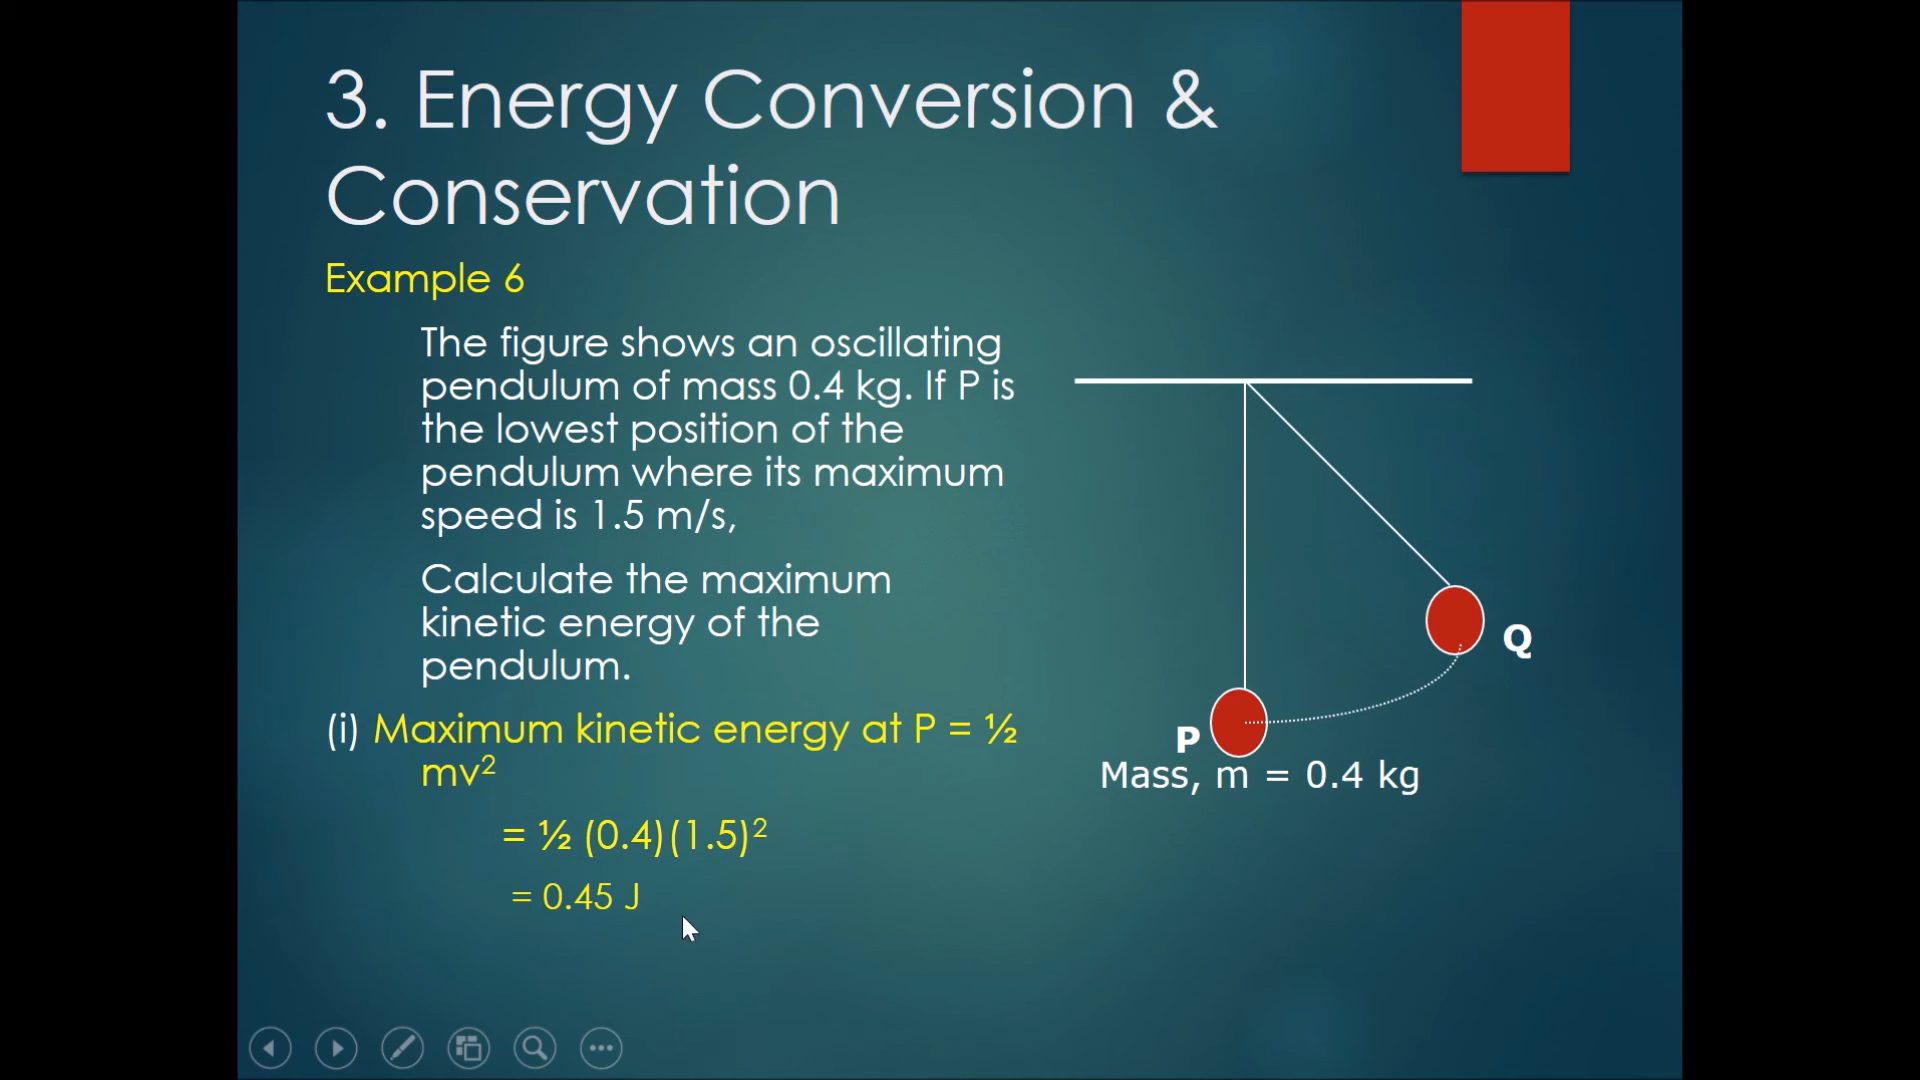 3. Energy Conversion &
Conservation
Example 6
The figure shows an oscillating
pendulum of mass 0.4 kg. If P is
the lowest position of the
pendulum where its maximum
speed is 1.5 m/s,
Calculate the maximum
kinetic energy of the
pendulum.
(i) Maximum kinetic energy at P = ½
mv²
= ½ (0.4)(1.5)²
= 0.45 J
Q
P
Mass, m = 0.4 kg